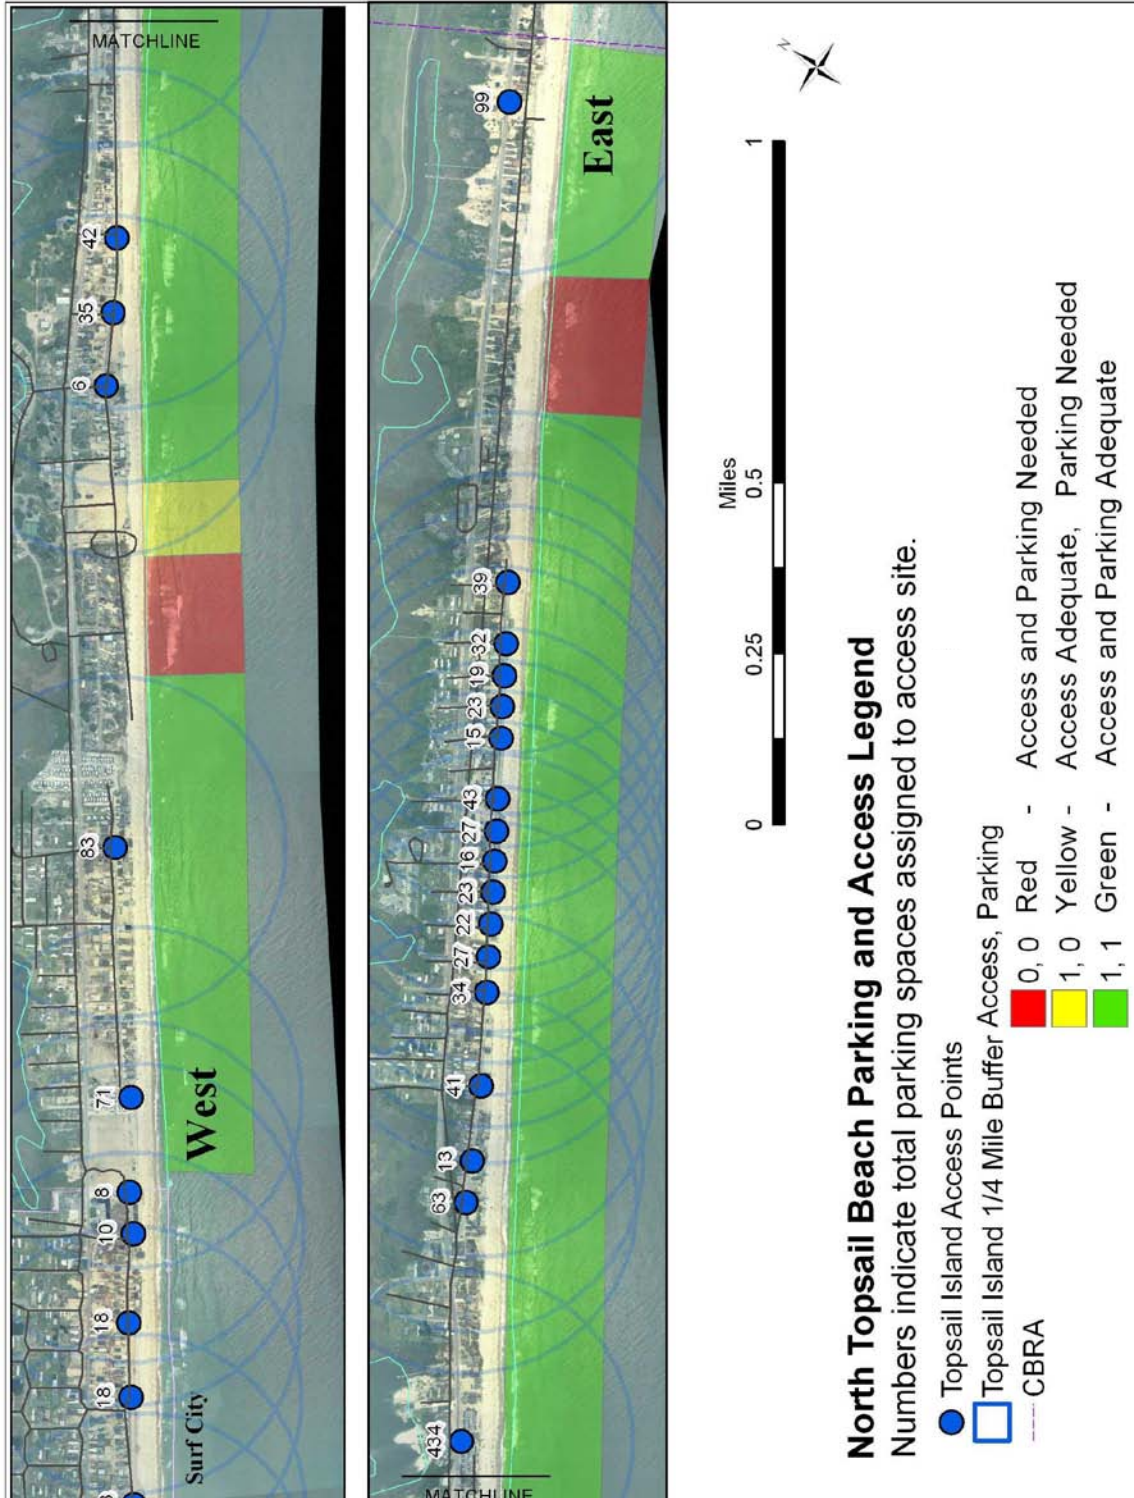 MATCHLINE
42
35
6
83
71
8
10
18
18
West
Surf City
99
East
39
32
19
23
15
43
27
16
23
22
27
34
41
13
63
434
MATCHLINE
N
Miles
0 0.25 0.5 1
North Topsail Beach Parking and Access Legend
Numbers indicate total parking spaces assigned to access site.
Topsail Island Access Points
Topsail Island 1/4 Mile Buffer
CBRA
Access, Parking
0, 0 Red - Access and Parking Needed
1, 0 Yellow - Access Adequate, Parking Needed
1, 1 Green - Access and Parking Adequate